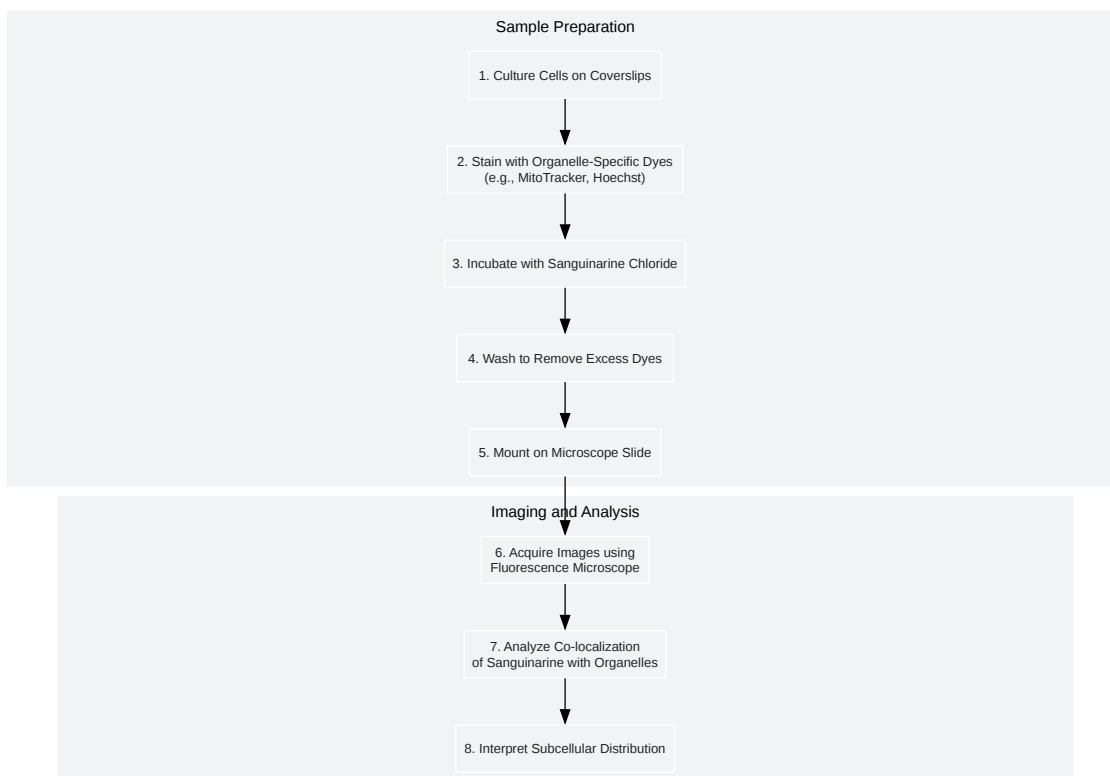 Sample Preparation
1. Culture Cells on Coverslips
2. Stain with Organelle-Specific Dyes
(e.g., MitoTracker, Hoechst)
3. Incubate with Sanguinarine Chloride
4. Wash to Remove Excess Dyes
5. Mount on Microscope Slide
Imaging and Analysis
6. Acquire Images using
Fluorescence Microscope
7. Analyze Co-localization
of Sanguinarine with Organelles
8. Interpret Subcellular Distribution